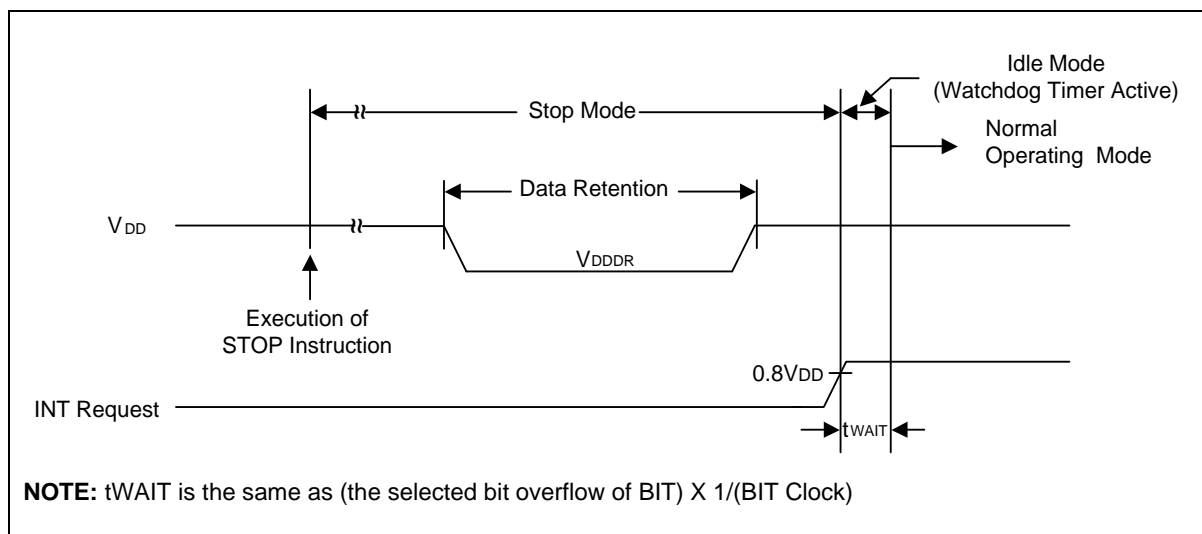 Idle Mode
(Watchdog Timer Active)
Stop Mode
Normal
Operating Mode
Data Retention
VDD
VDDDR
Execution of
STOP Instruction
0.8VDD
INT Request
tWAIT
NOTE: tWAIT is the same as (the selected bit overflow of BIT) X 1/(BIT Clock)